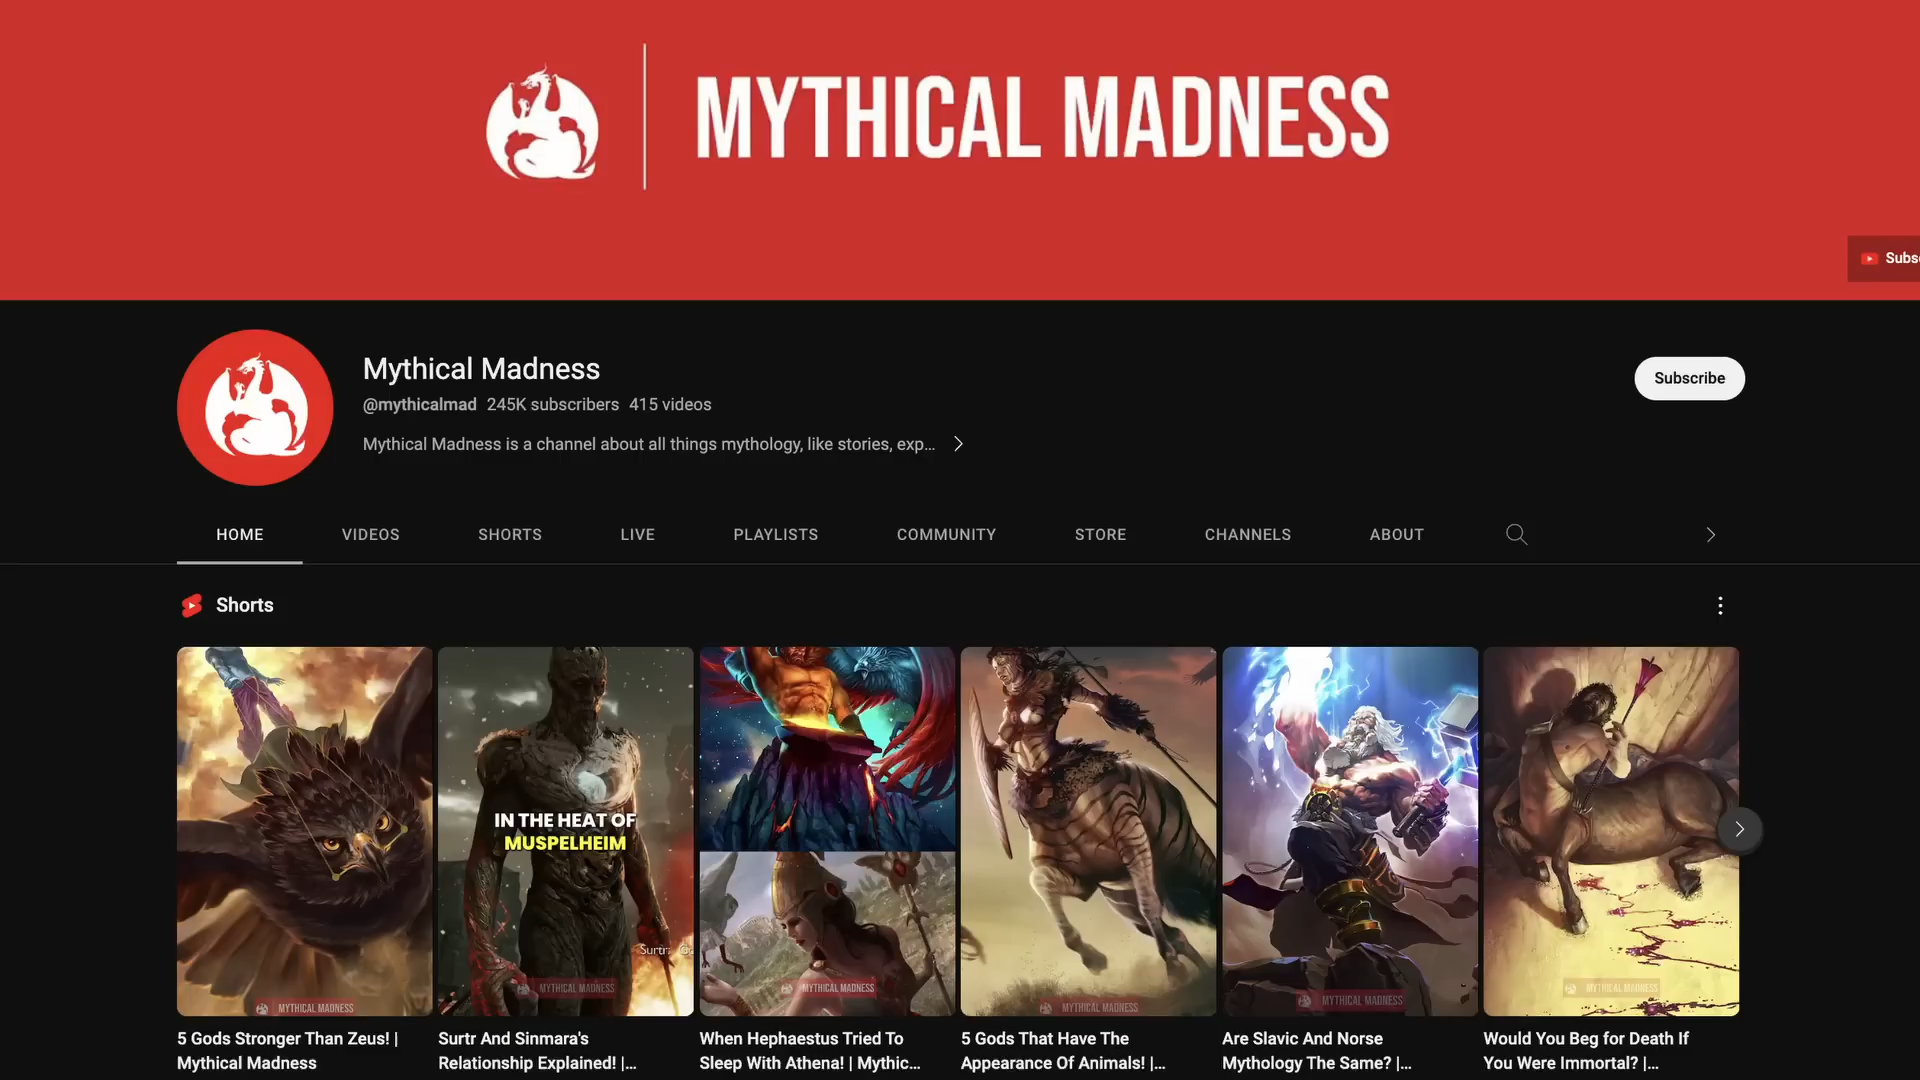 MYTHICAL MADNESS
Subs
Mythical Madness
@mythicalmad 245K subscribers 415 videos
Mythical Madness is a channel about all things mythology, like stories, exp...
Subscribe
HOME VIDEOS SHORTS LIVE PLAYLISTS COMMUNITY STORE CHANNELS ABOUT
Shorts
IN THE HEAT OF
MUSPELHEIM
Surtr
MYTHICAL MADNESS
MYTHICAL MADNESS
MYTHICAL MADNESS
MYTHICAL MADNESS
MYTHICAL MADNESS
MYTHICAL MADNESS
5 Gods Stronger Than Zeus! |
Mythical Madness
Surtr And Sinmara's
Relationship Explained! |...
When Hephaestus Tried To
Sleep With Athena! | Mythic...
5 Gods That Have The
Appearance Of Animals! |...
Are Slavic And Norse
Mythology The Same? |...
Would You Beg for Death If
You Were Immortal? |...